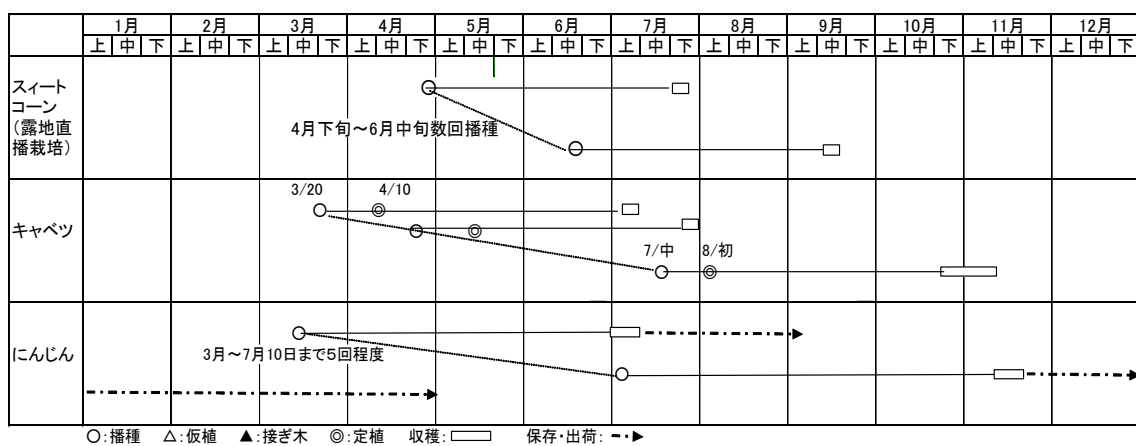 1月 2月 3月 4月 5月 6月 7月 8月 9月 10月 11月 12月
上 中 下 上 中 下 上 中 下 上 中 下 上 中 下 上 中 下 上 中 下 上 中 下 上 中 下 上 中 下 上 中 下 上 中 下
スィート
コーン
(露地直
播栽培)
4月下旬～6月中旬数回播種
キャベツ
3/20 4/10
7/中 8/初
にんじん
3月～7月10日まで5回程度
○:播種 △:仮植 ▲:接ぎ木 ◎:定植 収穫: 保存・出荷: